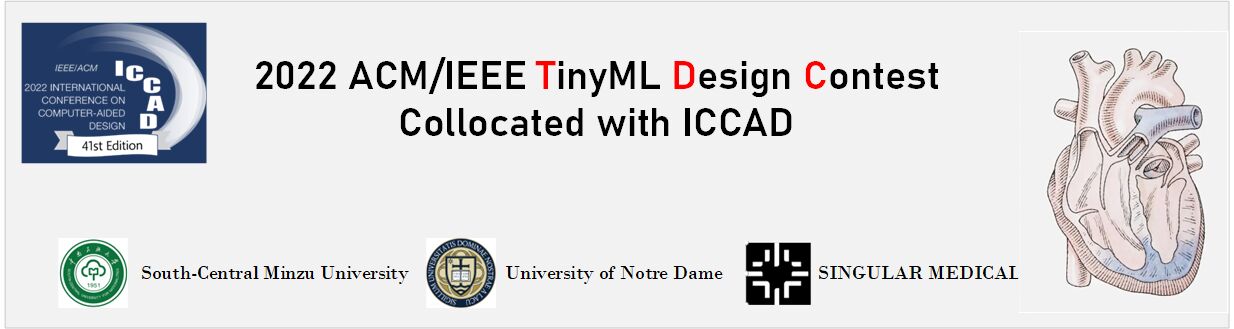 IEEE/ACM
ICCAD
2022 INTERNATIONAL
CONFERENCE ON
COMPUTER-AIDED
DESIGN
41st Edition
2022 ACM/IEEE TinyML Design Contest
Collocated with ICCAD
1951
South-Central Minzu University
University of Notre Dame
SINGULAR MEDICAL